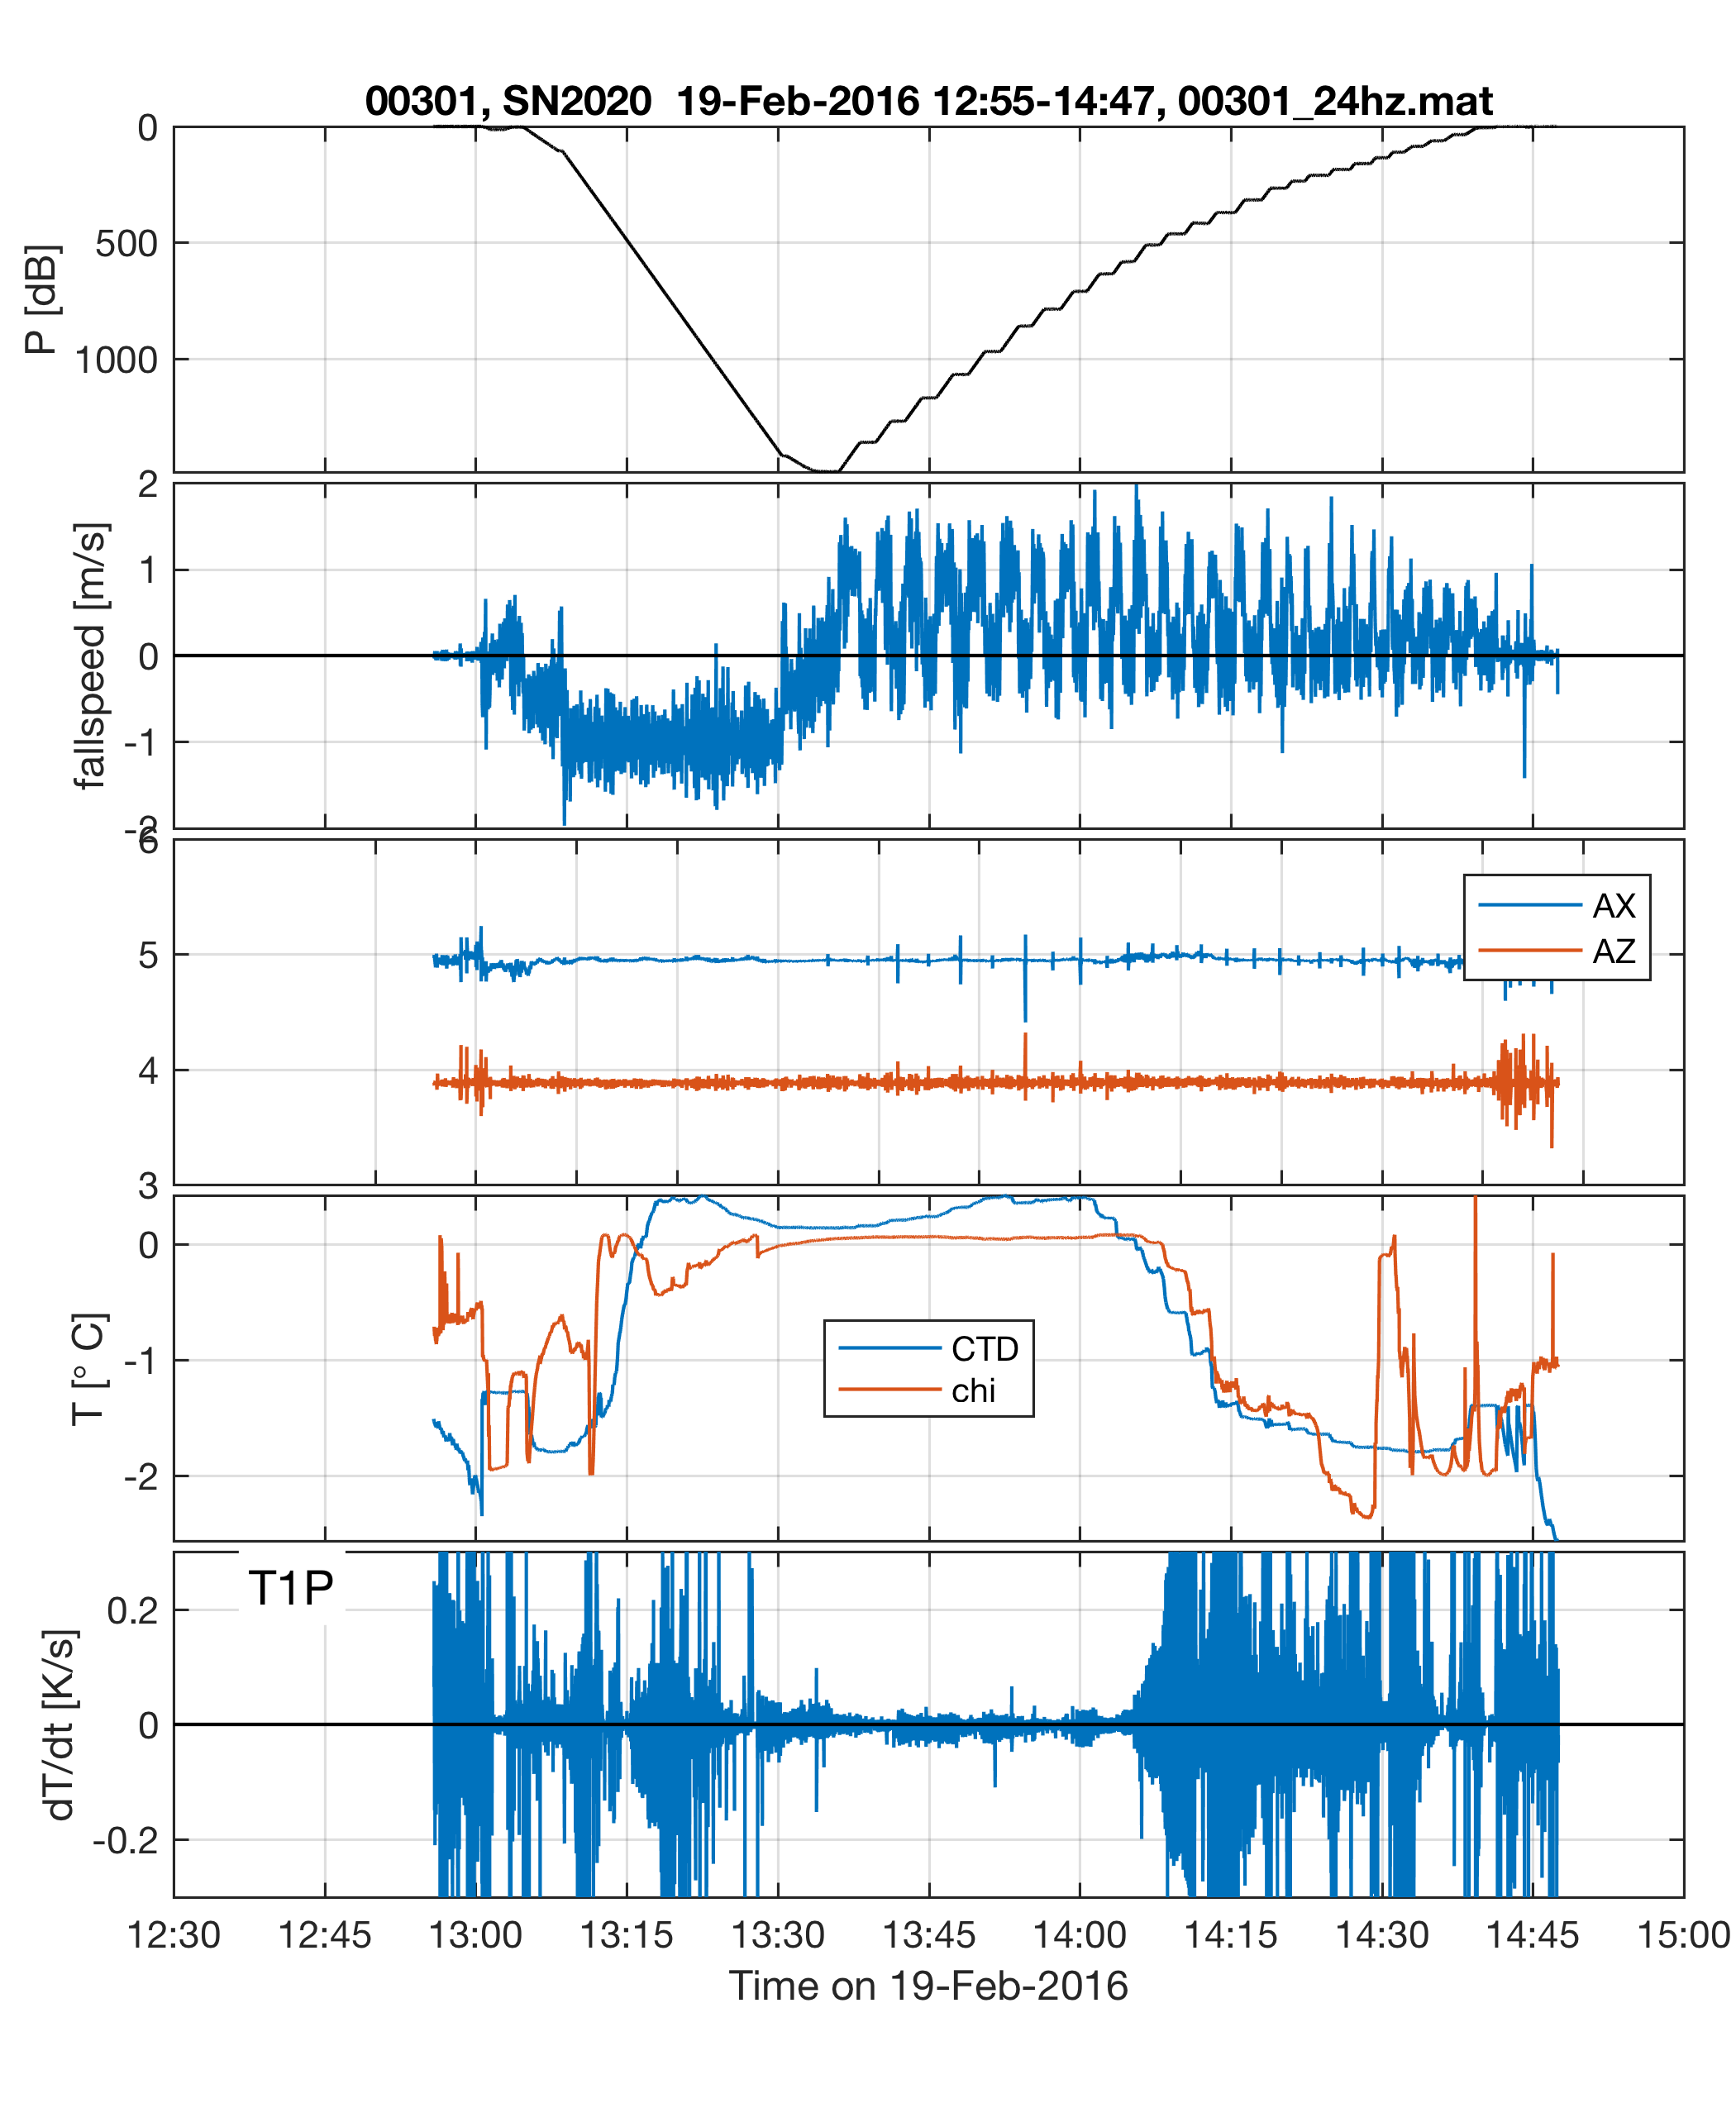 00301, SN2020  19-Feb-2016 12:55-14:47, 00301_24hz.mat
0
500
1000
P [dB]
2
1
0
-1
-2
fallspeed [m/s]
6
5
4
3
AX
AZ
3
0
-1
-2
T [° C]
CTD
chi
T1P
0.2
0
-0.2
dT/dt [K/s]
12:30 12:45 13:00 13:15 13:30 13:45 14:00 14:15 14:30 14:45 15:00
Time on 19-Feb-2016